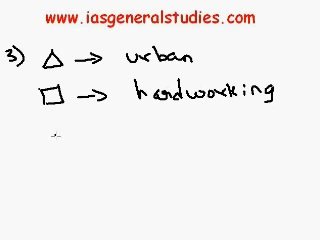 www.iasgeneralstudies.com
3) △ → urban
□ → hardworking